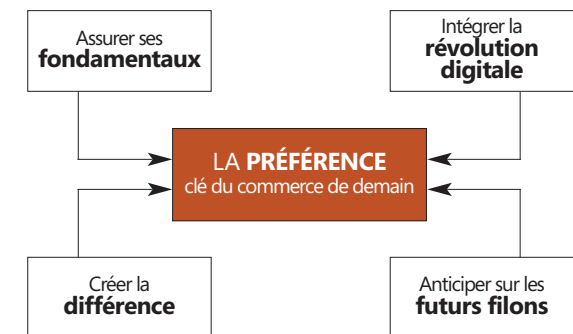 Assurer ses
fondamentaux
Intégrer la
révolution
digitale
LA PRÉFÉRENCE
clé du commerce de demain
Créer la
différence
Anticiper sur les
futurs filons